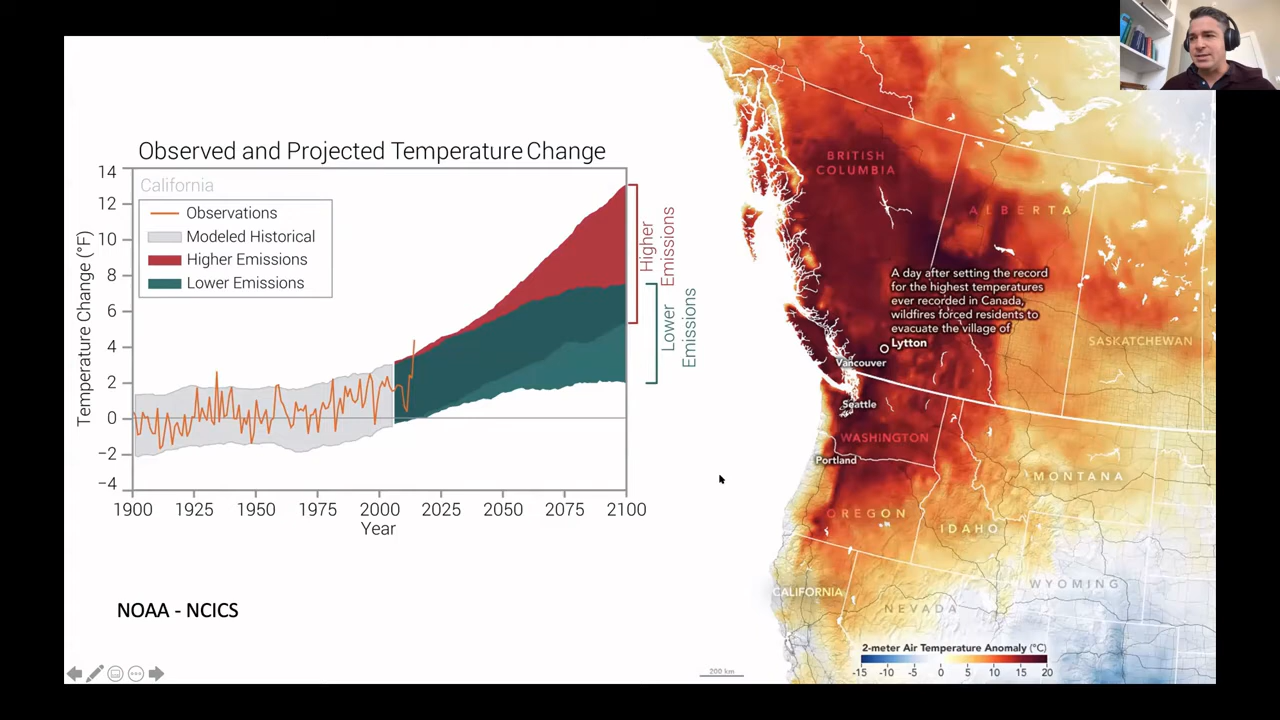 Observed and Projected Temperature Change
California
Observations
Modeled Historical
Higher Emissions
Lower Emissions
Temperature Change (°F)
14
12
10
8
6
4
2
0
−2
−4
1900 1925 1950 1975 2000 2025 2050 2075 2100
Year
Higher
Emissions
Lower
Emissions
NOAA - NCICS
BRITISH
COLUMBIA
ALBERTA
A day after setting the record
for the highest temperatures
ever recorded in Canada,
wildfires forced residents to
evacuate the village of
Lytton
SASKATCHEWAN
Vancouver
Seattle
WASHINGTON
Portland
MONTANA
OREGON
IDAHO
WYOMING
CALIFORNIA
NEVADA
2-meter Air Temperature Anomaly (°C)
-15 -10 -5 0 5 10 15 20
200 km